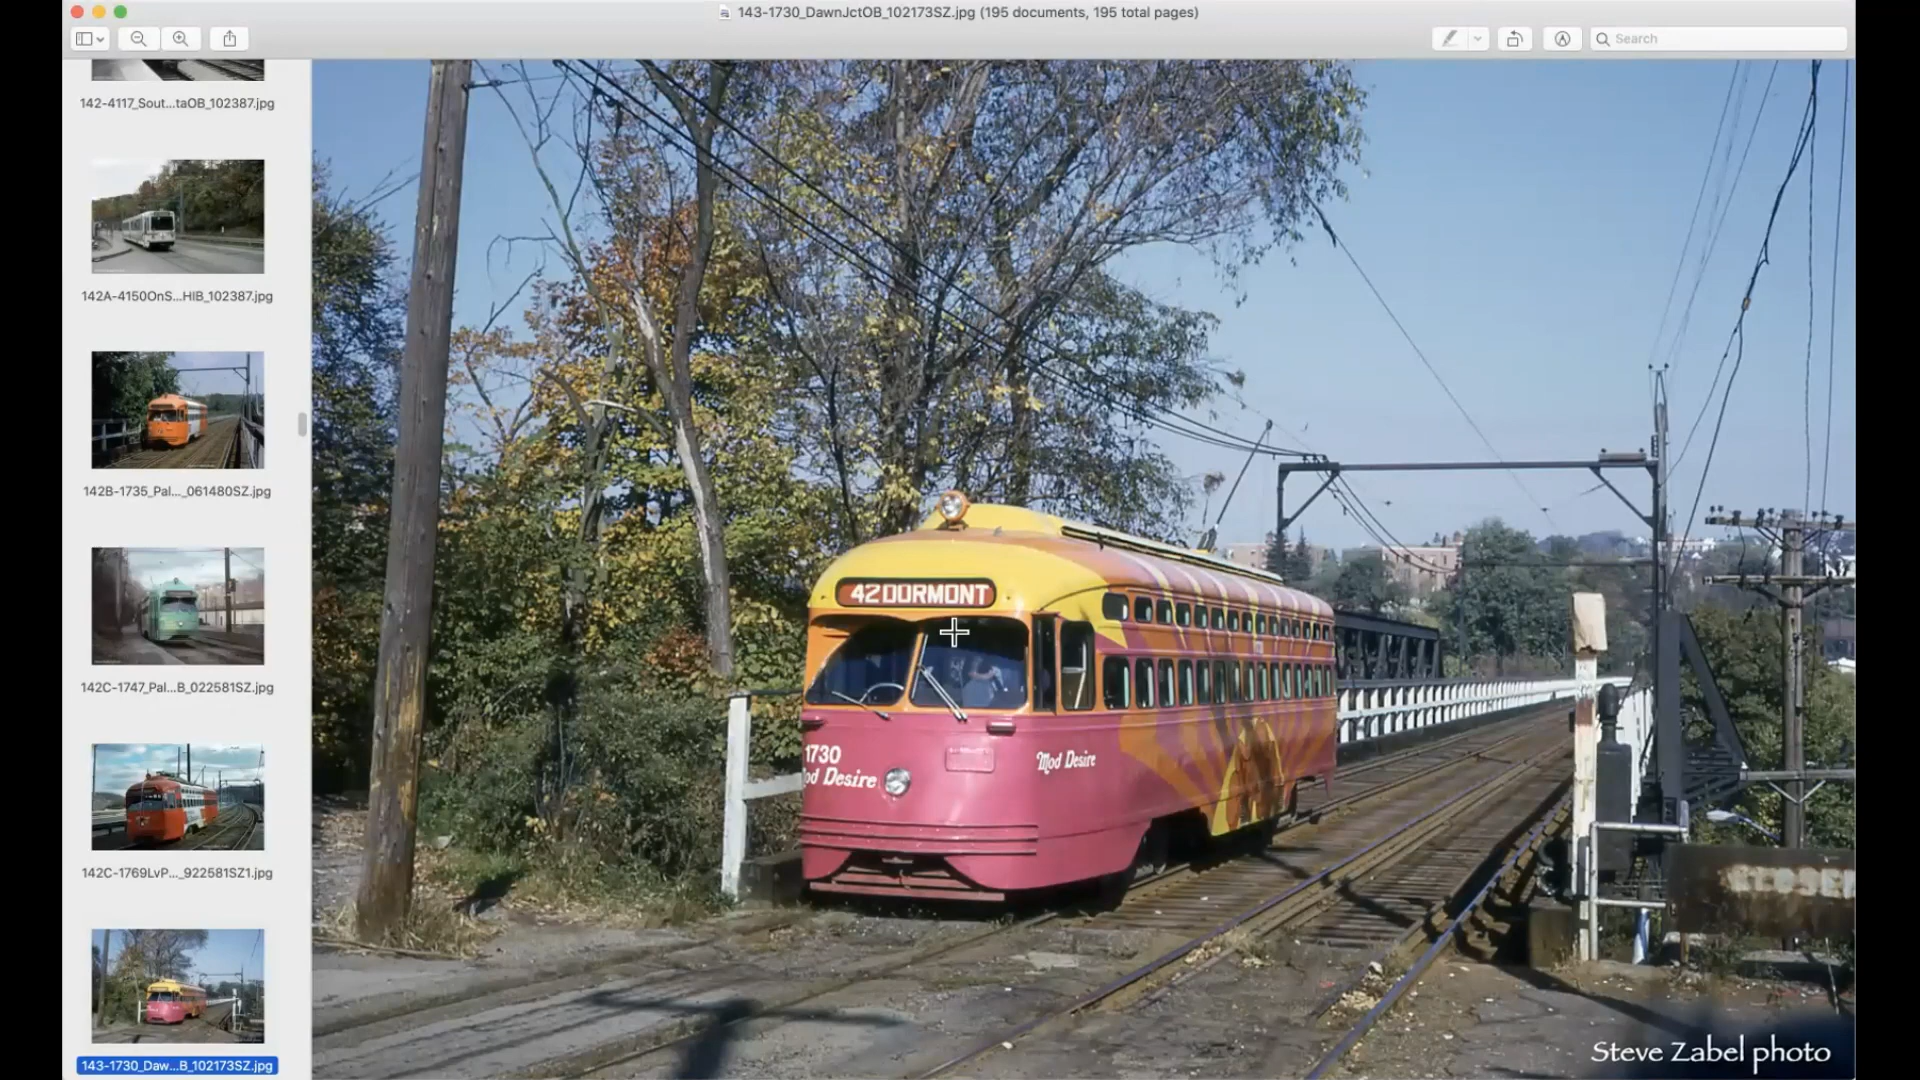 143-1730_DawnJctOB_102173SZ.jpg (195 documents, 195 total pages)
Search
142-4117_Sout...taOB_102387.jpg
142A-4150OnS...HIB_102387.jpg
142B-1735_Pal..._061480SZ.jpg
142C-1747_Pal...B_022581SZ.jpg
142C-1769LvP..._922581SZ1.jpg
143-1730_Daw...B_102173SZ.jpg
42 DORMONT
1730
od Desire
Mod Desire
Steve Zabel photo